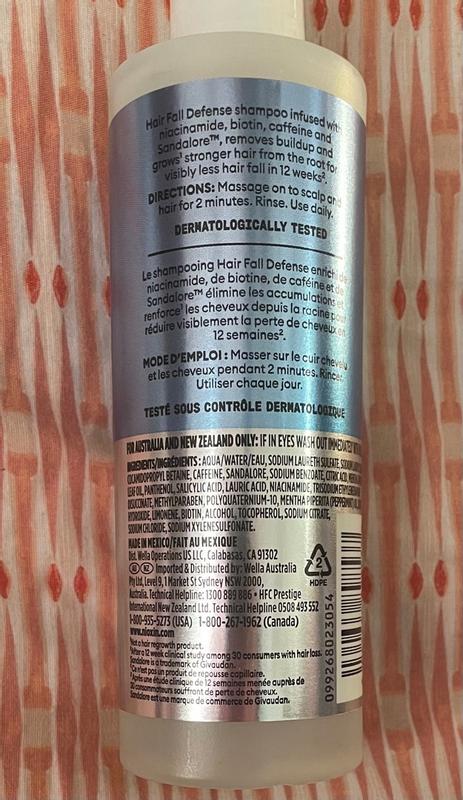 Hair Fall Defense shampoo infused with
niacinamide, biotin, caffeine and
Sandalore™, removes buildup and
grows¹ stronger hair from the root for
visibly less hair fall in 12 weeks².
DIRECTIONS: Massage on to scalp and
hair for 2 minutes. Rinse. Use daily.
DERMATOLOGICALLY TESTED
Le shampooing Hair Fall Defense enrichi de
niacinamide, de biotine, de caféine et de
Sandalore™ élimine les accumulations et
renforce¹ les cheveux depuis la racine pour
réduire visiblement la perte de cheveux en
12 semaines².
MODE D'EMPLOI : Masser sur le cuir chevelu
et les cheveux pendant 2 minutes. Rincer.
Utiliser chaque jour.
TESTÉ SOUS CONTRÔLE DERMATOLOGIQUE
FOR AUSTRALIA AND NEW ZEALAND ONLY: IF IN EYES WASH OUT IMMEDIATELY
INGREDIENTS/INGRÉDIENTS: AQUA/WATER/EAU, SODIUM LAURETH SULFATE, SODIUM
COCAMIDOPROPYL BETAINE, CAFFEINE, SANDALORE, SODIUM BENZOATE, CITRIC ACID,
LEAF OIL, PANTHENOL, SALICYLIC ACID, LAURIC ACID, NIACINAMIDE, TRISODIUM ETHYLENEDIAMINE
DISUCCINATE, METHYLPARABEN, POLYQUATERNIUM-10, MENTHA PIPERITA (PEPPERMINT)
HYDROXIDE, LIMONENE, BIOTIN, ALCOHOL, TOCOPHEROL, SODIUM CITRATE,
SODIUM CHLORIDE, SODIUM XYLENESULFONATE.
MADE IN MEXICO/FAIT AU MEXIQUE
Dist. Wella Operations US LLC, Calabasas, CA 91302
AU NZ Imported & Distributed by: Wella Australia
Pty Ltd, Level 9, 1 Market St Sydney NSW 2000,
Australia. Technical Helpline: 1300 889 886 • HFC Prestige
International New Zealand Ltd. Technical Helpline 0508 493 552
1-800-935-5273 (USA) 1-800-267-1962 (Canada)
www.nioxin.com
¹Not a hair regrowth product.
²After a 12 week clinical study among 30 consumers with hair loss.
Sandalore is a trademark of Givaudan.
¹Ce n'est pas un produit de repousse capillaire.
²Après une étude clinique de 12 semaines menée auprès de
30 consommateurs souffrant de perte de cheveux.
Sandalore est une marque de commerce de Givaudan.
2
HDPE
099268023054